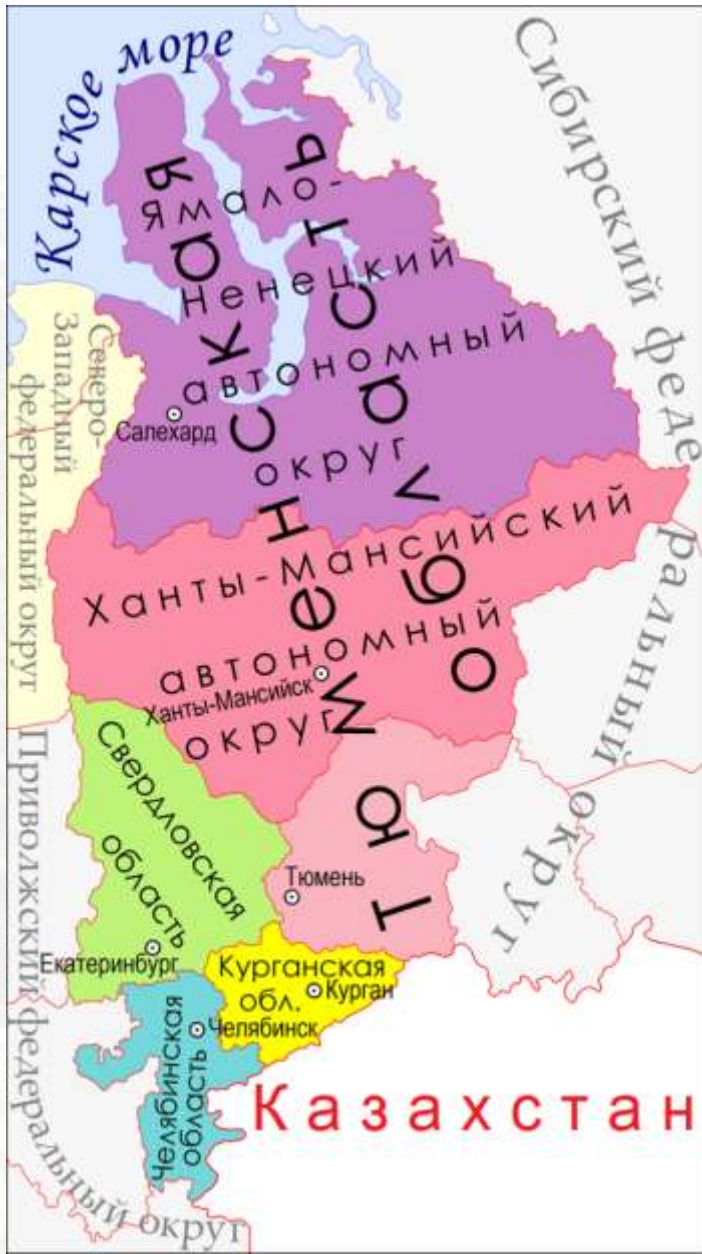 Карское море
Сибирский федеральный округ
Ямало-
Ненецкий
автономный
округ
Северо-
Западный
федеральный округ
Салехард
Тюменская
область
Ханты-Мансийский
автономный
округ
Ханты-Мансийск
Приволжский федеральный округ
Свердловская
область
Тюмень
Екатеринбург
Курганская
обл.
Курган
Челябинск
Челябинская
область
Казахстан